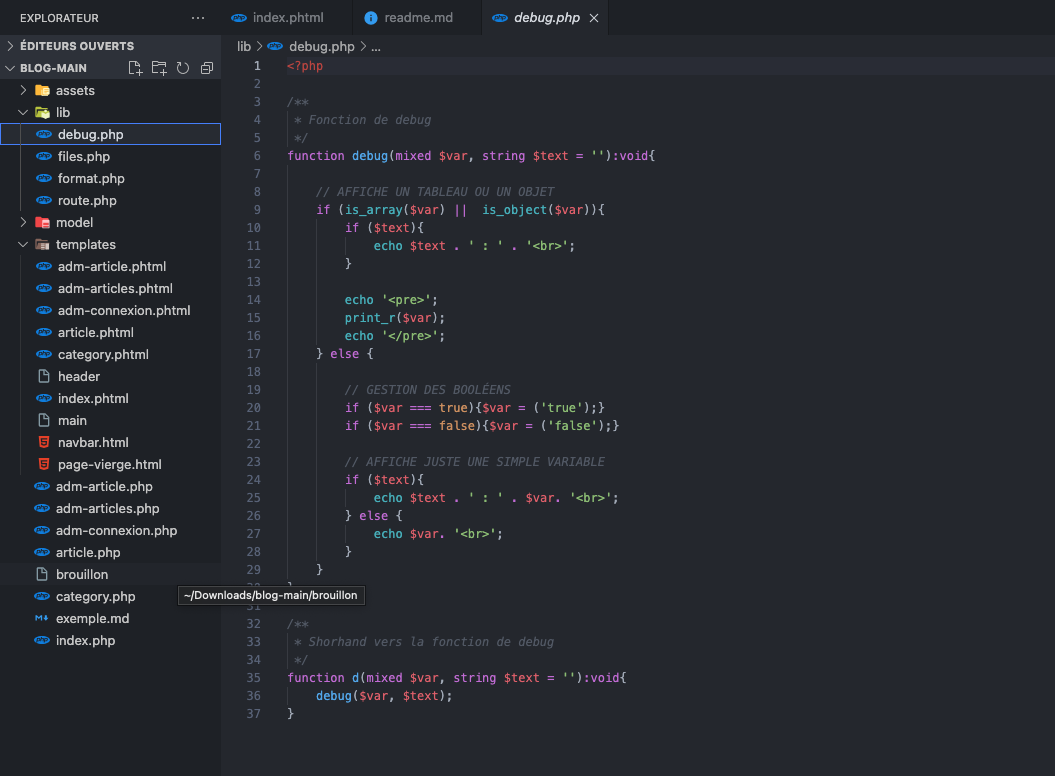 EXPLORATEUR ...
ÉDITEURS OUVERTS
BLOG-MAIN
assets
lib
debug.php
files.php
format.php
route.php
model
templates
adm-article.phtml
adm-articles.phtml
adm-connexion.phtml
article.phtml
category.phtml
header
index.phtml
main
navbar.html
page-vierge.html
adm-article.php
adm-articles.php
adm-connexion.php
article.php
brouillon
category.php
exemple.md
index.php
~/Downloads/blog-main/brouillon
index.phtml readme.md debug.php
lib > debug.php > ...
1 <?php
2
3 /**
4 * Fonction de debug
5 */
6 function debug(mixed $var, string $text = ''):void{
7
8 // AFFICHE UN TABLEAU OU UN OBJET
9 if (is_array($var) ||  is_object($var)){
10 if ($text){
11 echo $text . ' : ' . '<br>';
12 }
13
14 echo '<pre>';
15 print_r($var);
16 echo '</pre>';
17 } else {
18
19 // GESTION DES BOOLÉENS
20 if ($var === true){$var = ('true');}
21 if ($var === false){$var = ('false');}
22
23 // AFFICHE JUSTE UNE SIMPLE VARIABLE
24 if ($text){
25 echo $text . ' : ' . $var. '<br>';
26 } else {
27 echo $var. '<br>';
28 }
29 }
30 }
31
32 /**
33 * Shorhand vers la fonction de debug
34 */
35 function d(mixed $var, string $text = ''):void{
36 debug($var, $text);
37 }